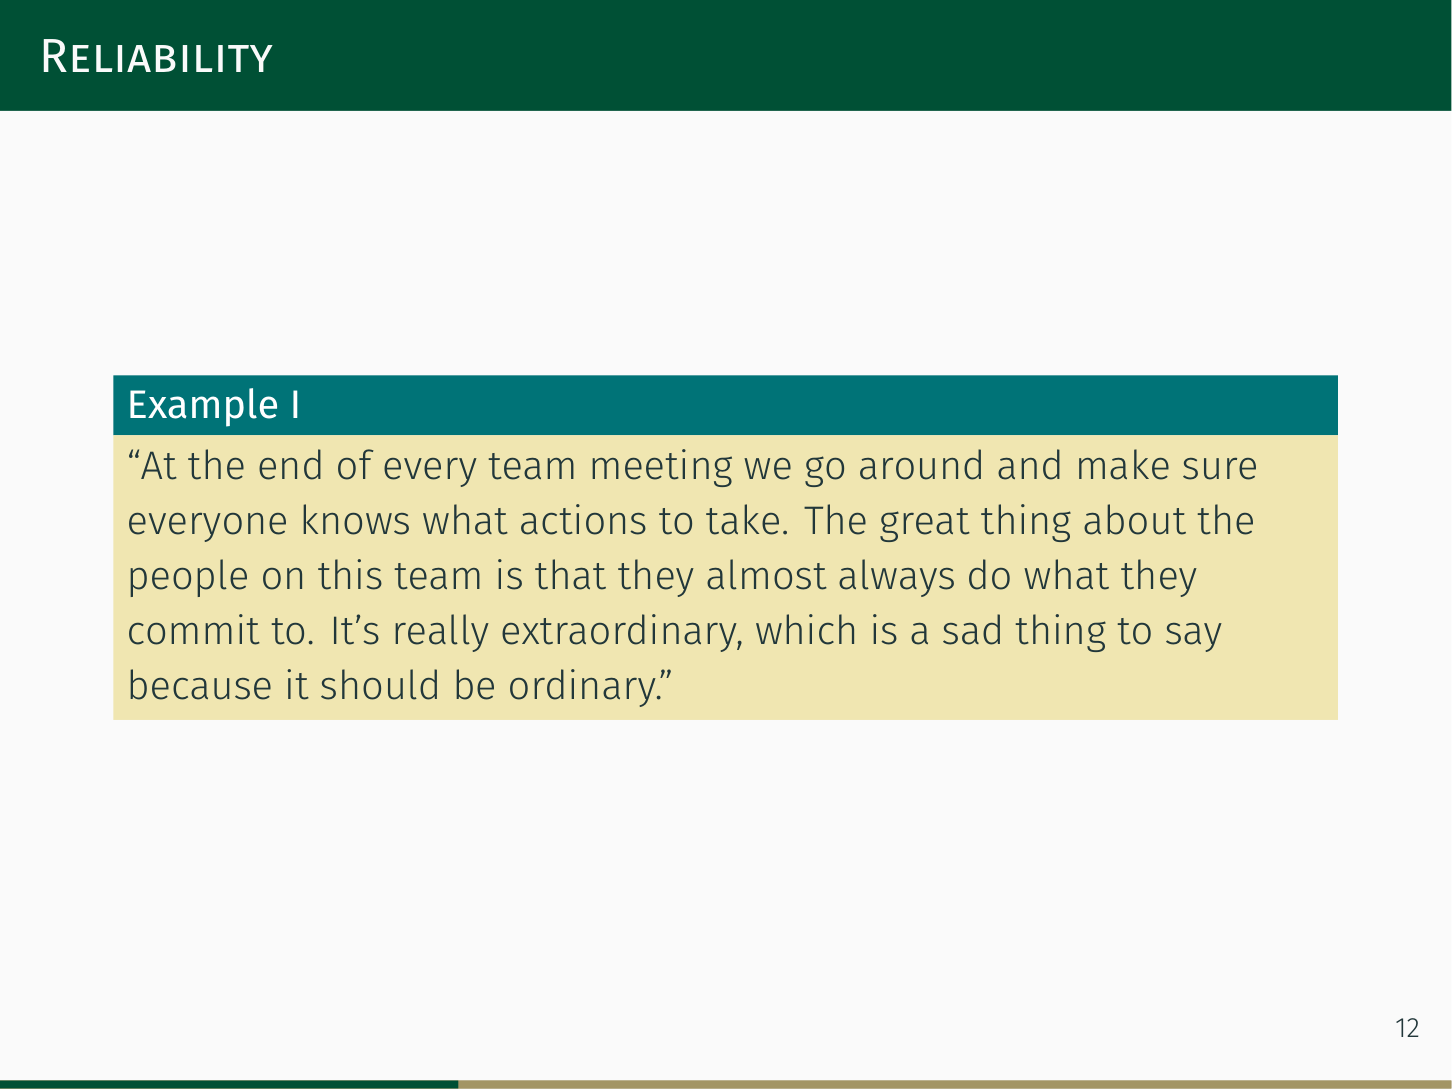 Reliability
Example I
“At the end of every team meeting we go around and make sure
everyone knows what actions to take. The great thing about the
people on this team is that they almost always do what they
commit to. It’s really extraordinary, which is a sad thing to say
because it should be ordinary.”
12